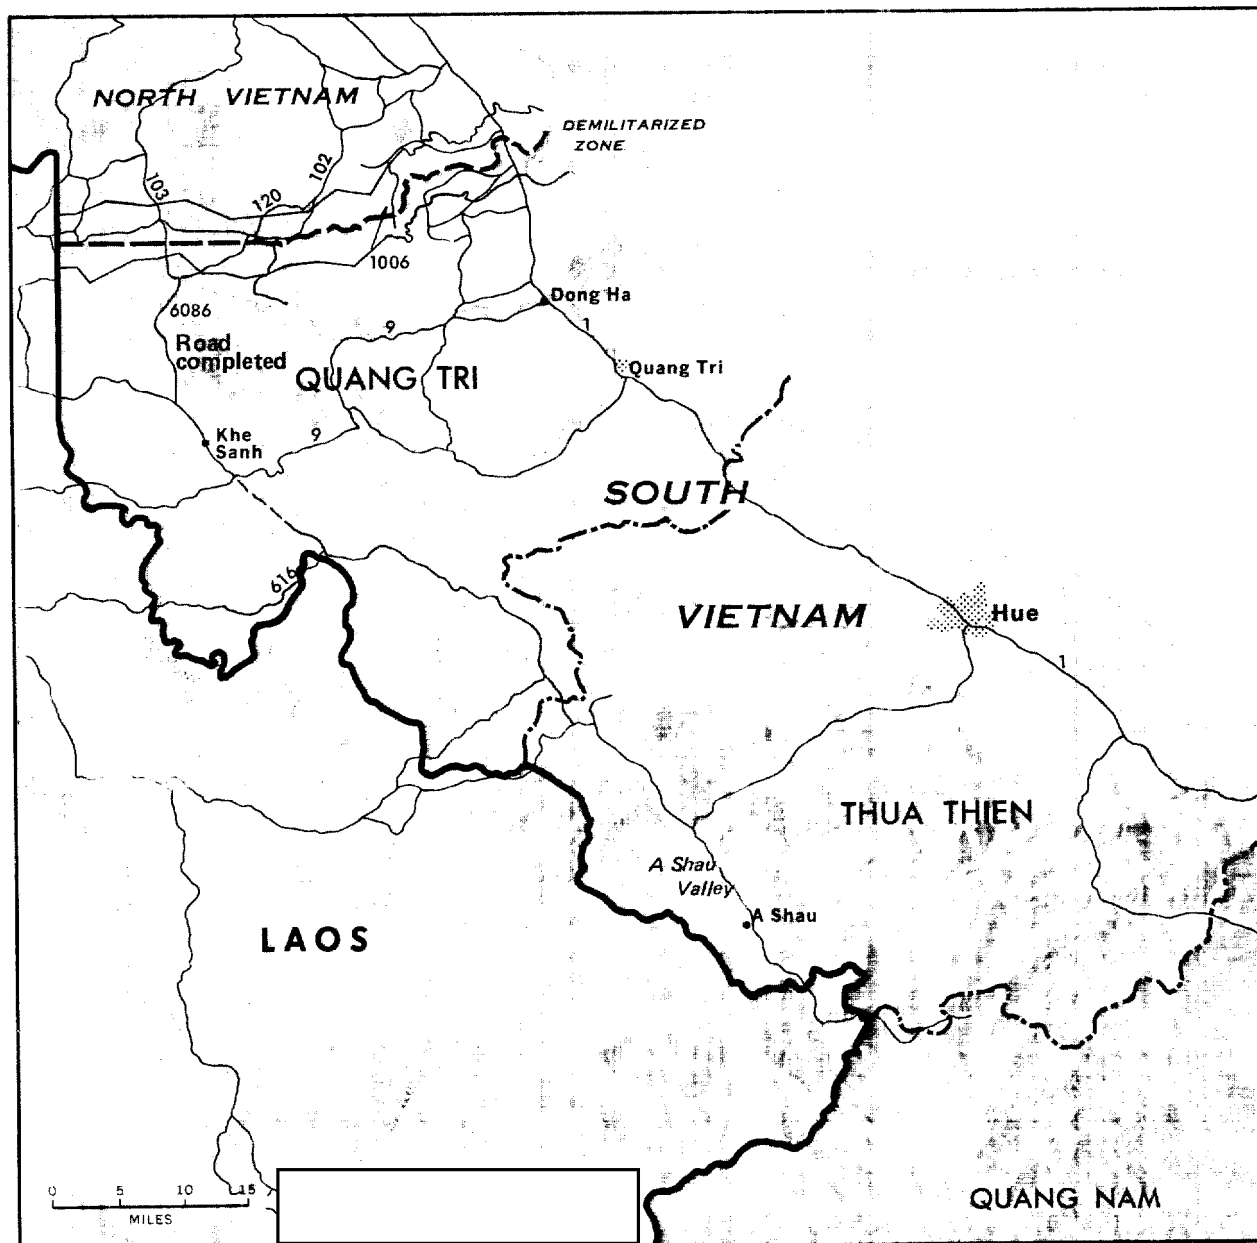 NORTH VIETNAM
DEMILITARIZED
ZONE
103
120
102
1006
6086
Dong Ha
1
9
Road
completed
QUANG TRI
Quang Tri
Khe
Sanh
9
SOUTH
616
VIETNAM
Hue
1
THUA THIEN
A Shau
Valley
A Shau
LAOS
0 5 10 15
MILES
QUANG NAM